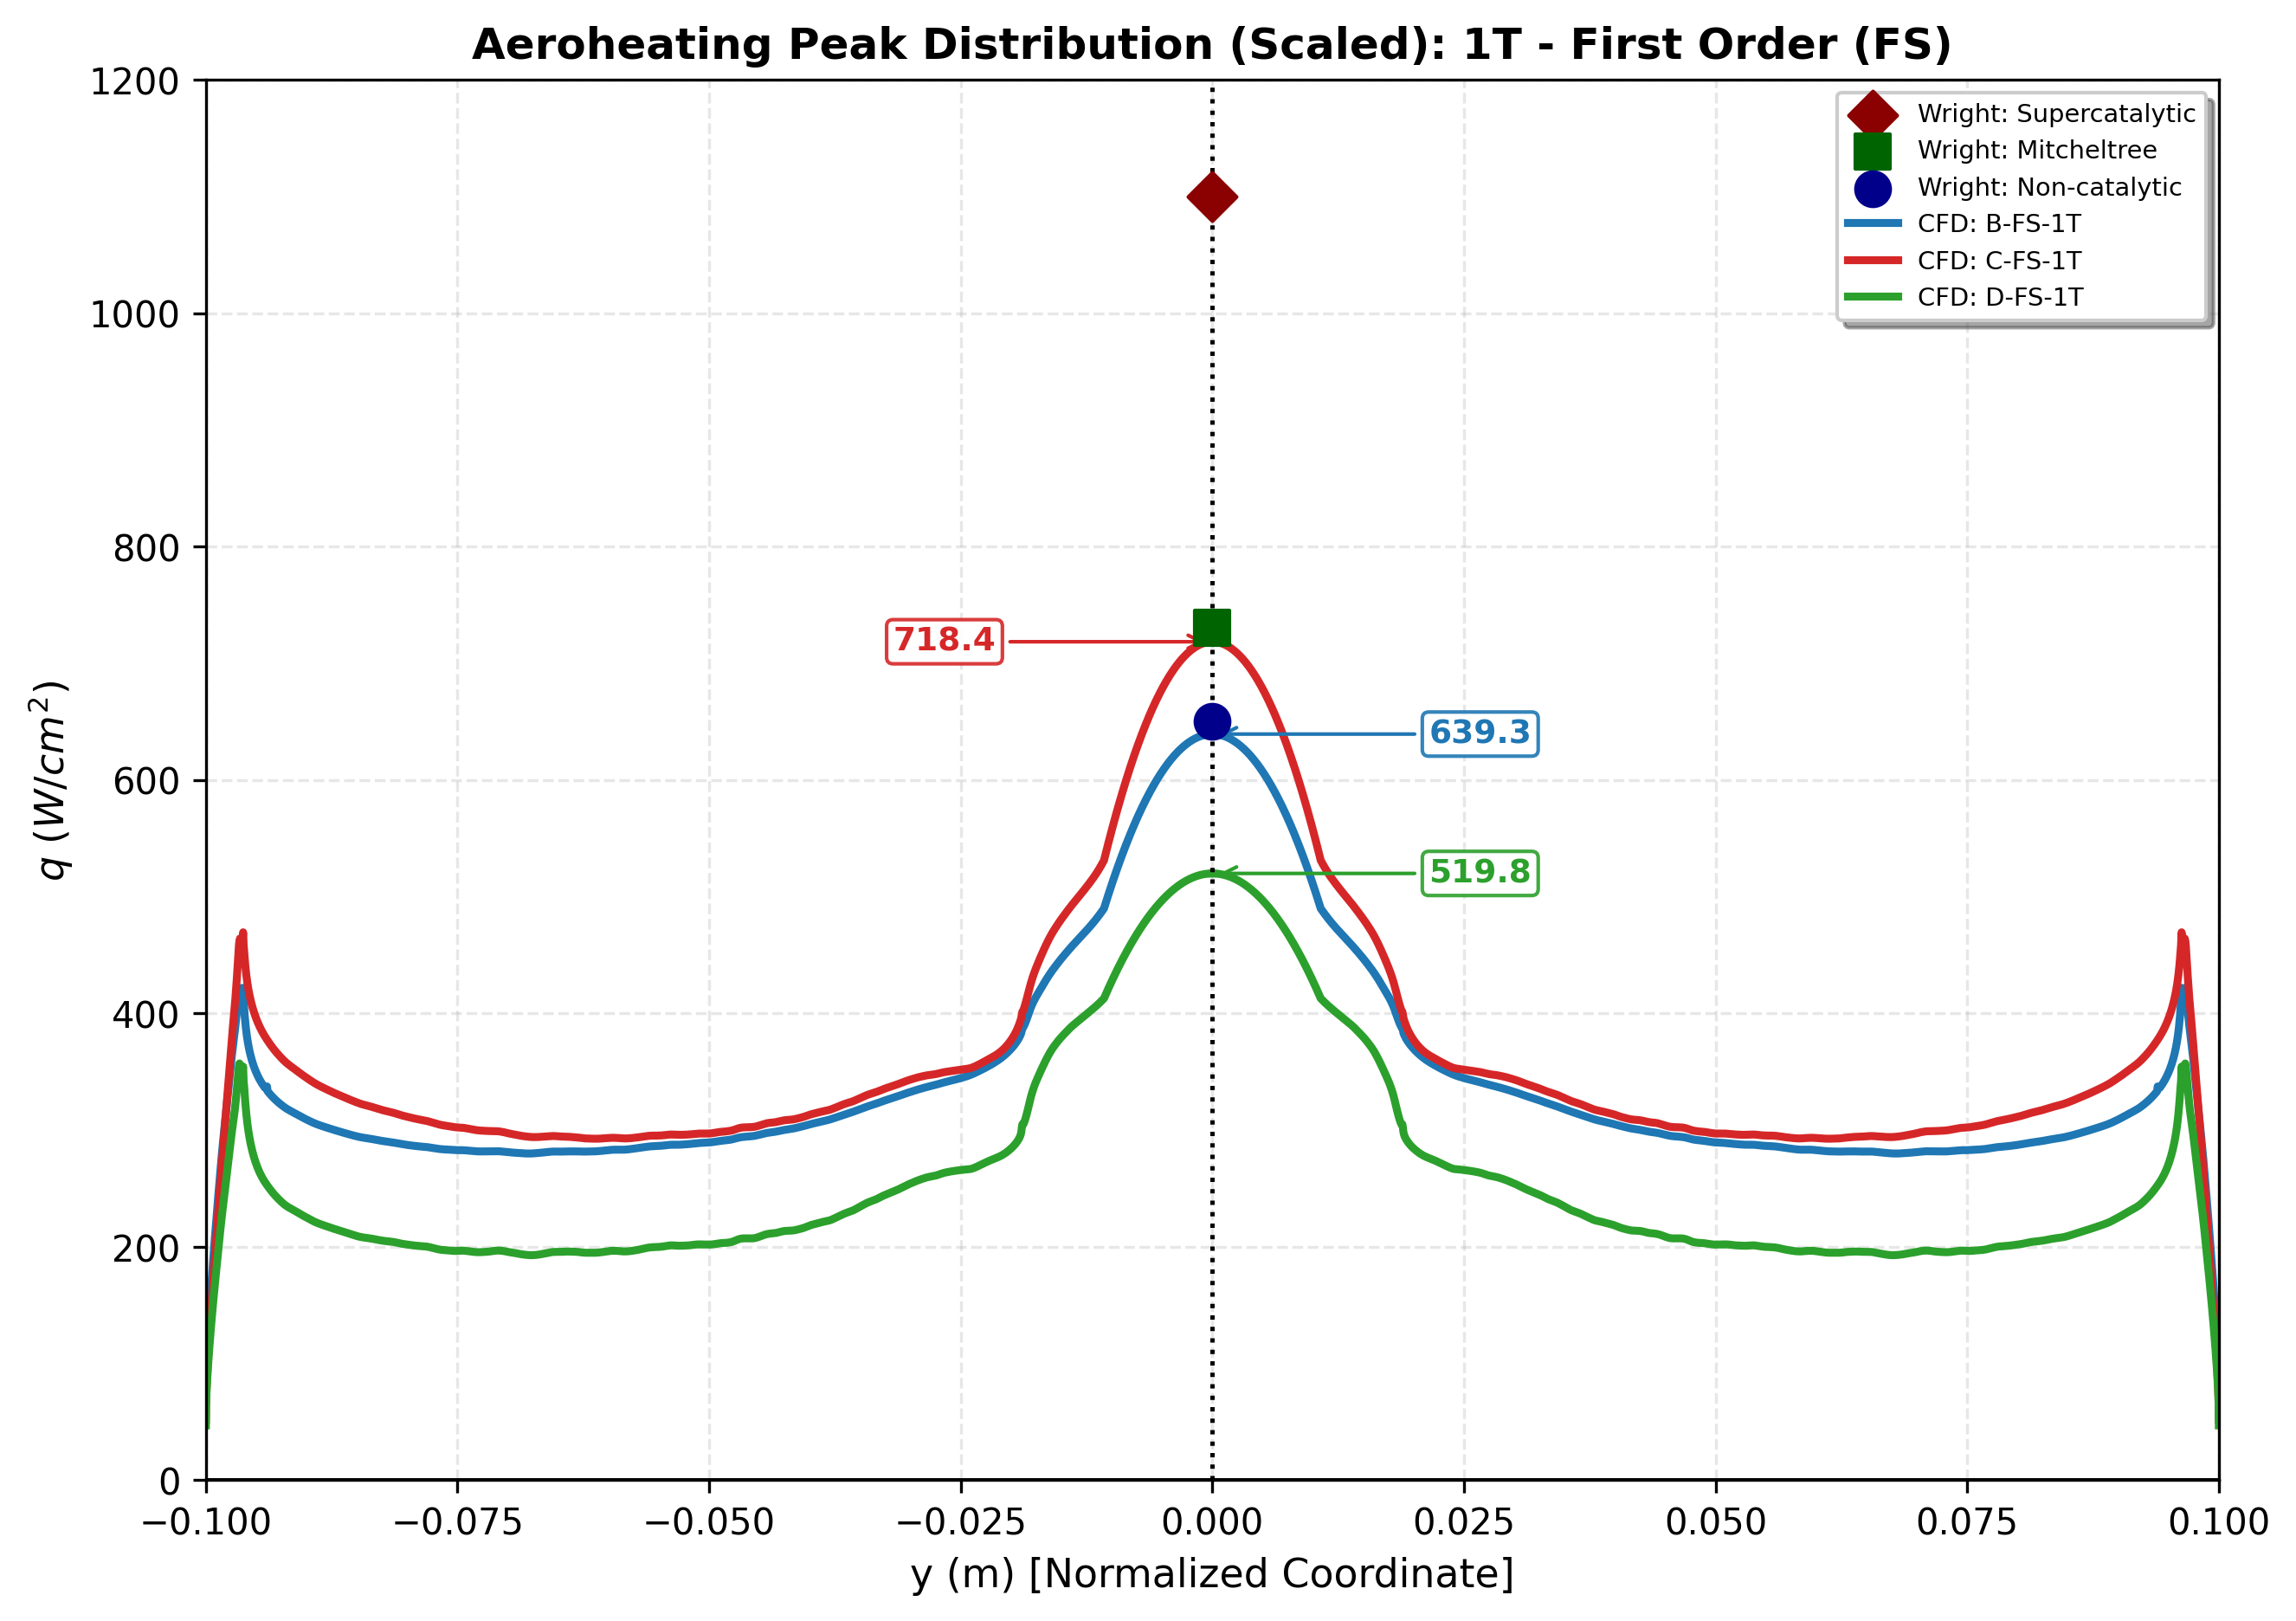 Aeroheating Peak Distribution (Scaled): 1T - First Order (FS)
1200
1000
800
600
400
200
0
q (W/cm²)
Wright: Supercatalytic
Wright: Mitcheltree
Wright: Non-catalytic
CFD: B-FS-1T
CFD: C-FS-1T
CFD: D-FS-1T
718.4
639.3
519.8
−0.100 −0.075 −0.050 −0.025 0.000 0.025 0.050 0.075 0.100
y (m) [Normalized Coordinate]